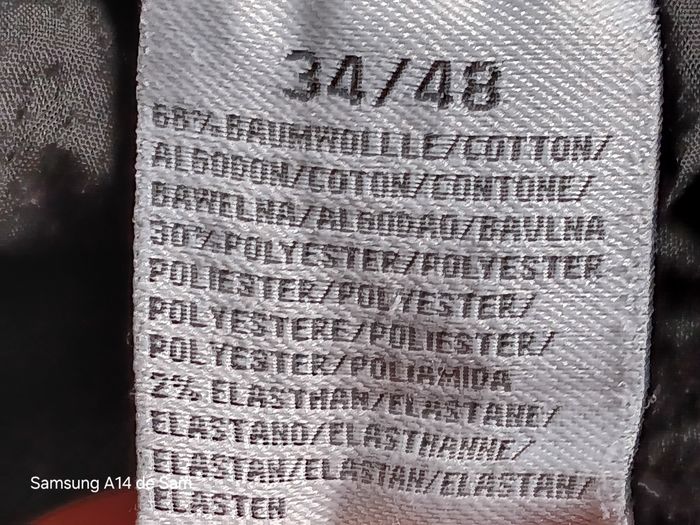 34/48
68%BAUMWOLLLE/COTTON/
ALGODON/COTON/CONTONE/
BAWELNA/ALGODAO/BAVLNA
30%POLYESTER/POLYESTER
POLIESTER/POLYESTER/
POLYESTERE/POLIESTER/
POLYESTER/POLIAMIDA
2% ELASTHAN/ELASTANE/
ELASTANO/ELASTHANNE/
ELASTAN/ELASTAN/ELASTAN/
ELASTEN
Samsung A14 de Sam